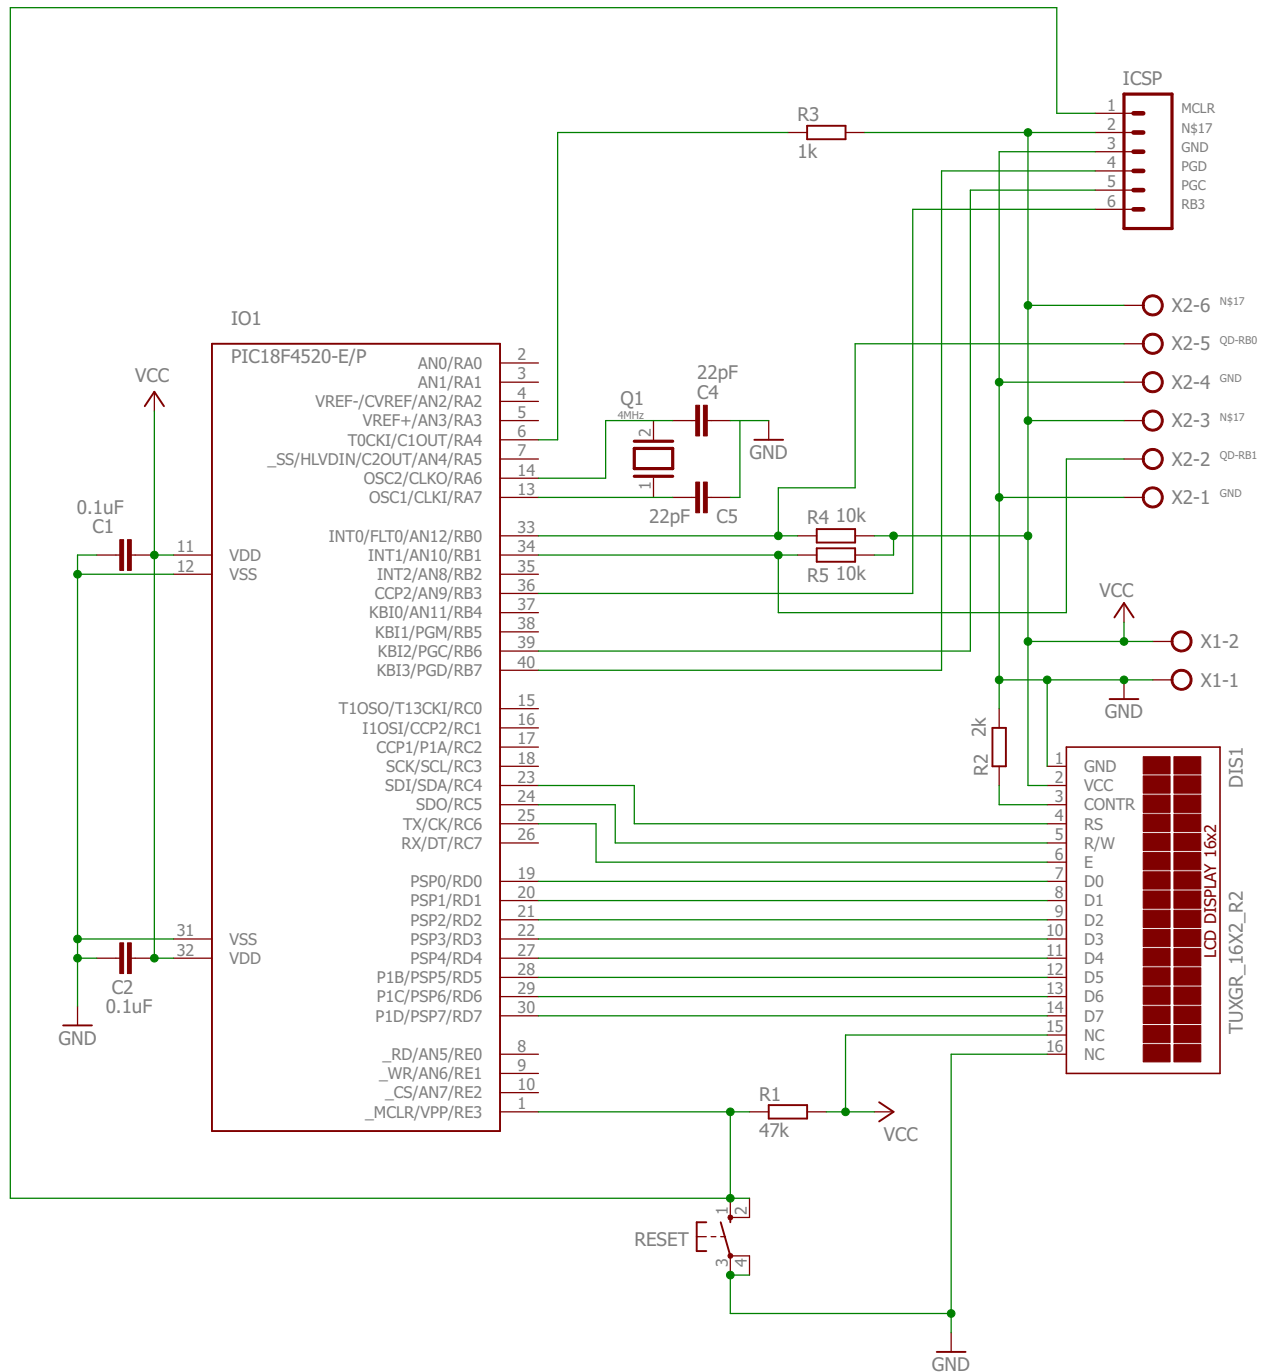 ICSP
1 MCLR
2 N$17
3 GND
4 PGD
5 PGC
6 RB3
R3
1k
X2-6 N$17
X2-5 QD-RB0
X2-4 GND
X2-3 N$17
X2-2 QD-RB1
X2-1 GND
VCC
X1-2
X1-1
GND
IO1
PIC18F4520-E/P
AN0/RA0 2
AN1/RA1 3
VREF-/CVREF/AN2/RA2 4
VREF+/AN3/RA3 5
T0CKI/C1OUT/RA4 6
_SS/HLVDIN/C2OUT/AN4/RA5 7
OSC2/CLKO/RA6 14
OSC1/CLKI/RA7 13
INT0/FLT0/AN12/RB0 33
INT1/AN10/RB1 34
INT2/AN8/RB2 35
CCP2/AN9/RB3 36
KBI0/AN11/RB4 37
KBI1/PGM/RB5 38
KBI2/PGC/RB6 39
KBI3/PGD/RB7 40
T1OSO/T13CKI/RC0 15
I1OSI/CCP2/RC1 16
CCP1/P1A/RC2 17
SCK/SCL/RC3 18
SDI/SDA/RC4 23
SDO/RC5 24
TX/CK/RC6 25
RX/DT/RC7 26
PSP0/RD0 19
PSP1/RD1 20
PSP2/RD2 21
PSP3/RD3 22
PSP4/RD4 27
P1B/PSP5/RD5 28
P1C/PSP6/RD6 29
P1D/PSP7/RD7 30
_RD/AN5/RE0 8
_WR/AN6/RE1 9
_CS/AN7/RE2 10
_MCLR/VPP/RE3 1
VCC
0.1uF
C1
11 VDD
12 VSS
31 VSS
32 VDD
C2
0.1uF
GND
Q1
4MHz
2
1
22pF
C4
22pF C5
GND
R4 10k
R5 10k
R2 2k
1 GND
2 VCC
3 CONTR
4 RS
5 R/W
6 E
7 D0
8 D1
9 D2
10 D3
11 D4
12 D5
13 D6
14 D7
15 NC
16 NC
LCD DISPLAY 16x2
DIS1
TUXGR_16X2_R2
R1
47k
VCC
RESET
1 2
3 4
GND